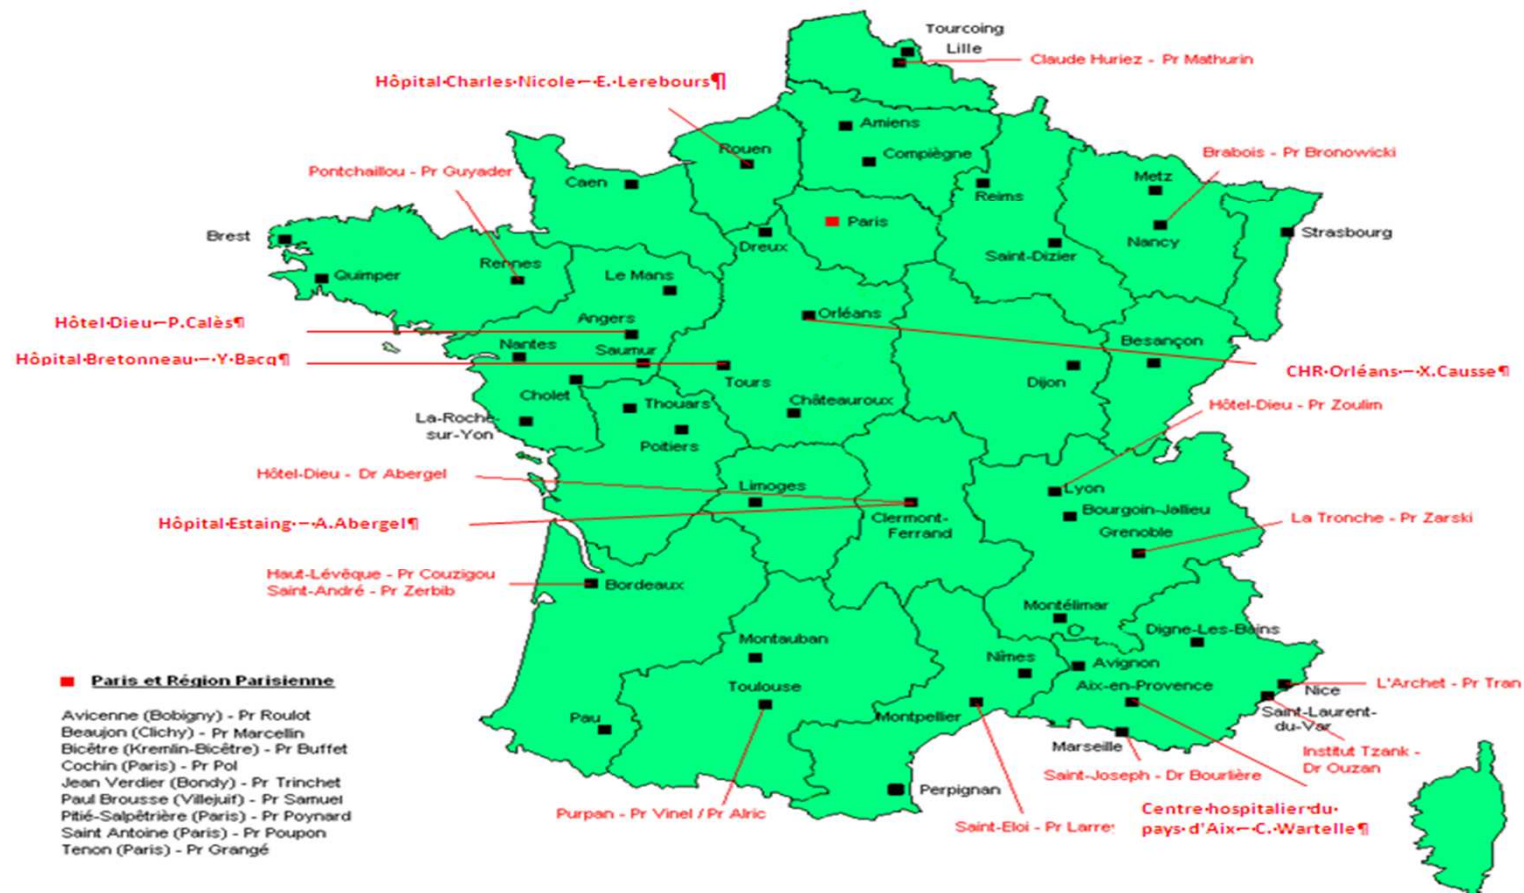 Tourcoing
Lille
Claude Huriez - Pr Mathurin
Hôpital·Charles·Nicole·–·E.·Lerebours¶
Amiens
Rouen
Compiègne
Brabois - Pr Bronowicki
Pontchaillou - Pr Guyader
Caen
Metz
Reims
Paris
Brest
Dreux
Nancy
Strasbourg
Saint-Dizier
Quimper
Rennes
Le Mans
Orléans
Hôtel·Dieu·–·P.Calès¶
Angers
Nantes
Saumur
Besançon
Hôpital·Bretonneau·–·Y·Bacq¶
CHR·Orléans·–·X.Causse¶
Tours
Dijon
Cholet
Thouars
Châteauroux
Hôtel-Dieu - Pr Zoulim
La-Roche-
sur-Yon
Poitiers
Hôtel-Dieu - Dr Abergel
Limoges
Lyon
Hôpital·Estaing·–·A.Abergel¶
Clermont-
Ferrand
Bourgoin-Jallieu
Grenoble
La Tronche - Pr Zarski
Haut-Lévêque - Pr Couzigou
Saint-André - Pr Zerbib
Bordeaux
Montélimar
Digne-Les-Bains
Montauban
Nîmes
Avignon
Toulouse
Aix-en-Provence
L'Archet - Pr Tran
Nice
Saint-Laurent-
du-Var
Pau
Montpellier
Marseille
Institut Tzank -
Dr Ouzan
Saint-Joseph - Dr Bourlière
Perpignan
Centre·hospitalier·du·
pays·d'Aix·–·C.·Wartelle¶
Purpan - Pr Vinel / Pr Alric
Saint-Eloi - Pr Larrey
Paris et Région Parisienne
Avicenne (Bobigny) - Pr Roulot
Beaujon (Clichy) - Pr Marcellin
Bicêtre (Kremlin-Bicêtre) - Pr Buffet
Cochin (Paris) - Pr Pol
Jean Verdier (Bondy) - Pr Trinchet
Paul Brousse (Villejuif) - Pr Samuel
Pitié-Salpêtrière (Paris) - Pr Poynard
Saint Antoine (Paris) - Pr Poupon
Tenon (Paris) - Pr Grangé